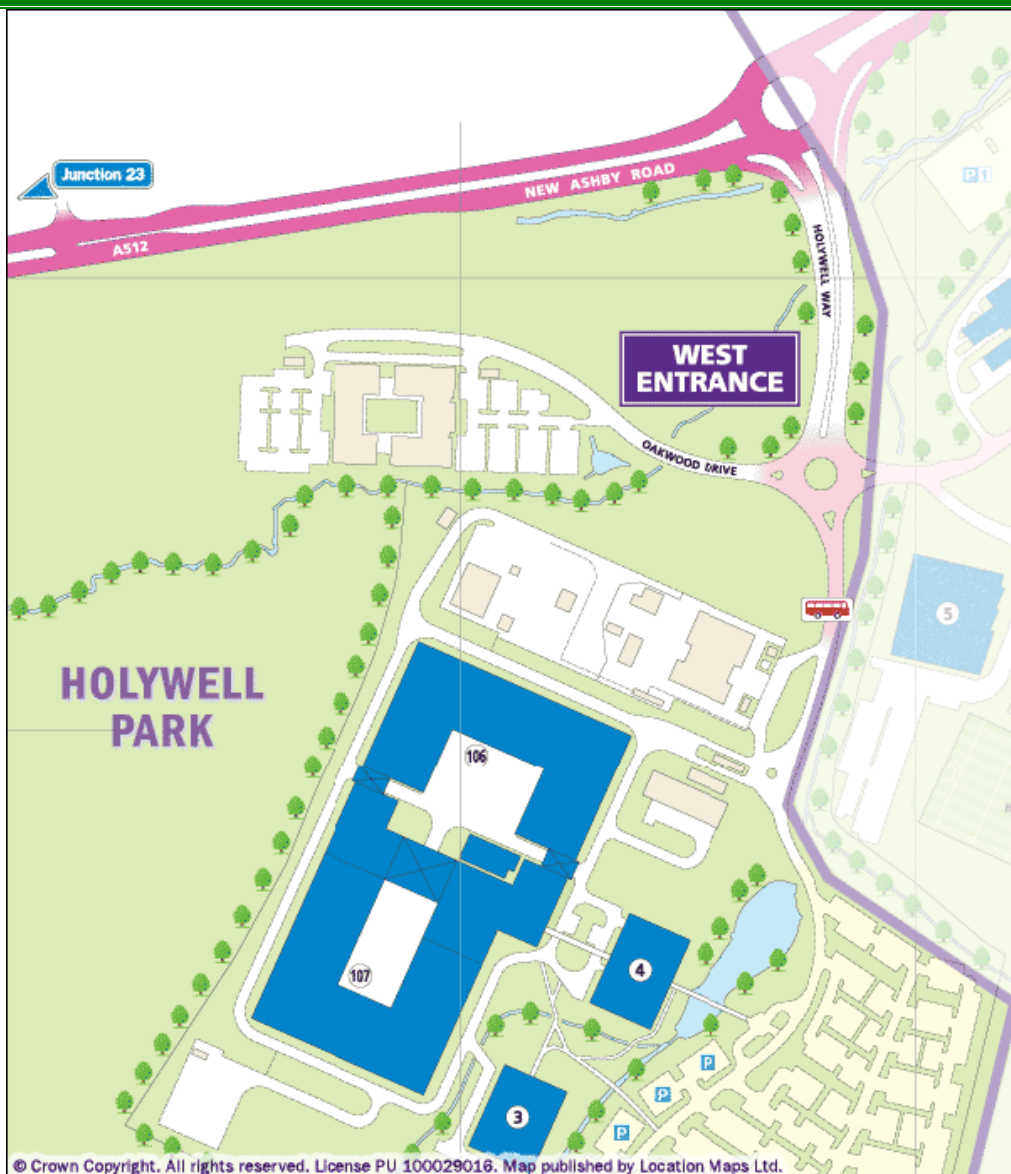 Junction 23
NEW ASHBY ROAD
A512
P 1
HOLYWELL WAY
WEST
ENTRANCE
OAKWOOD DRIVE
5
HOLYWELL
PARK
106
107
4
3
P
P
P
© Crown Copyright. All rights reserved. License PU 100029016. Map published by Location Maps Ltd.